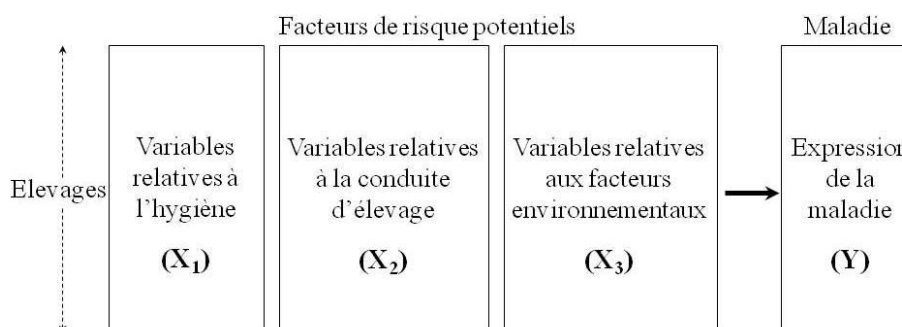 Facteurs de risque potentiels
Maladie
Elevages
Variables
relatives à
l'hygiène
(X1)
Variables relatives
à la conduite
d'élevage
(X2)
Variables relatives
aux facteurs
environnementaux
(X3)
Expression
de la
maladie
(Y)